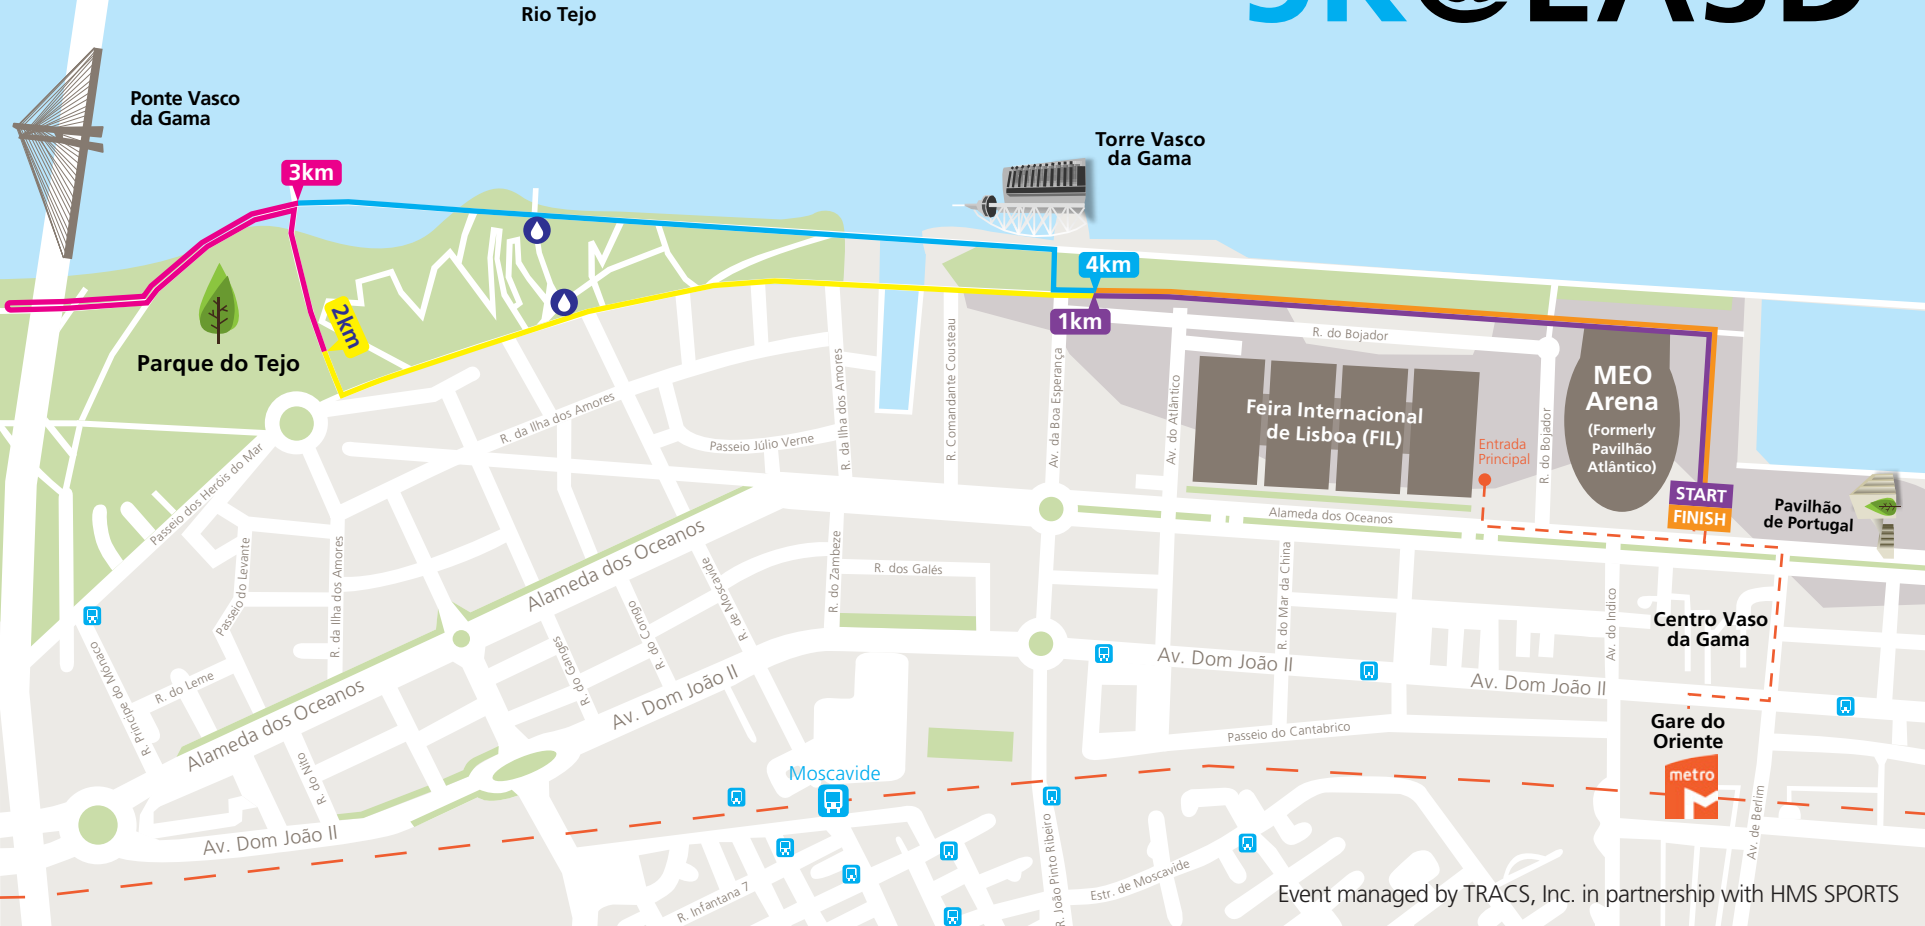 Rio Tejo
5K@EASD
Ponte Vasco
da Gama
Torre Vasco
da Gama
3km
4km
1km
2km
Parque do Tejo
R. do Bojador
MEO
Arena
(Formerly
Pavilhão
Atlântico)
Feira Internacional
de Lisboa (FIL)
Entrada
Principal
START
FINISH
Pavilhão
de Portugal
R. da Ilha dos Amores
R. da Ilha dos Amores
R. Comandante Cousteau
Av. da Boa Esperança
Av. do Atlântico
R. do Bojador
Passeio Júlio Verne
Passeio dos Heróis do Mar
Alameda dos Oceanos
Alameda dos Oceanos
Passeio do Levante
R. da Ilha dos Amores
R. de Moscavide
R. do Zambeze
R. dos Galés
R. do Mar da China
Av. do Indico
Centro Vaso
da Gama
R. Príncipe do Mónaco
R. do Leme
R. do Ganges
R. do Congo
Av. Dom João II
Av. Dom João II
Av. Dom João II
Alameda dos Oceanos
R. do Nito
Passeio do Cantabrico
Gare do
Oriente
metro
M
Moscavide
Av. Dom João II
Av. de Berlim
R. João Pinto Ribeiro
Estr. de Moscavide
R. Infantana 7
Event managed by TRACS, Inc. in partnership with HMS SPORTS